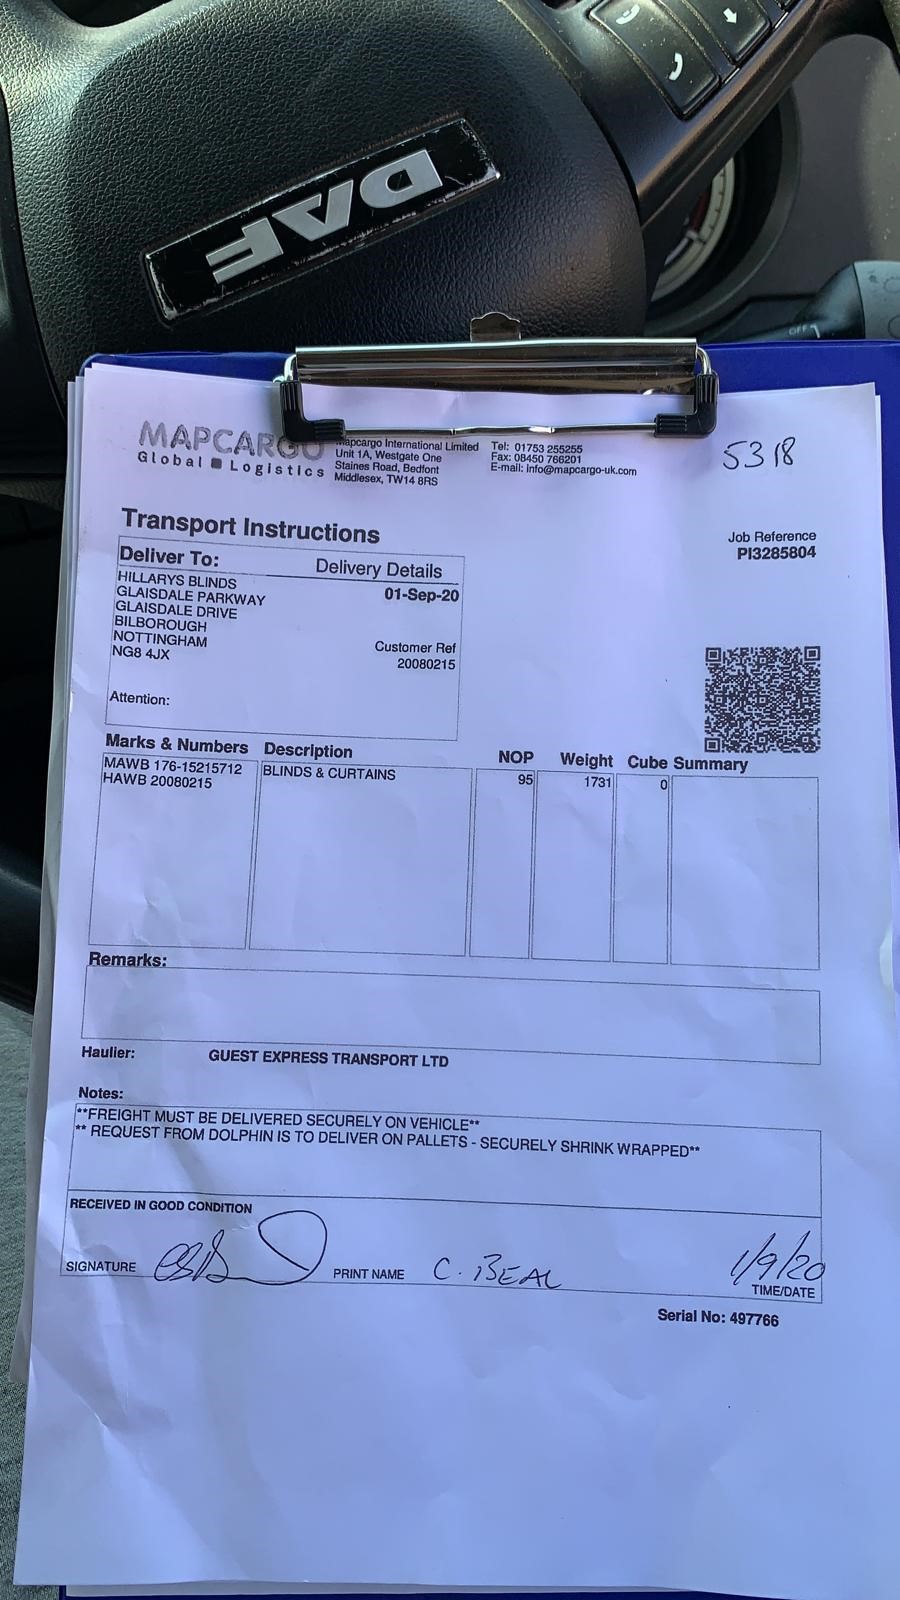 DAF
OFF
MAPCARGO
Global Logistics
Mapcargo International Limited
Unit 1A, Westgate One
Staines Road, Bedfont
Middlesex, TW14 8RS
Tel: 01753 255255
Fax: 08450 766201
E-mail: info@mapcargo-uk.com
5318
Transport Instructions
Job Reference
PI3285804
Deliver To:
Delivery Details
HILLARYS BLINDS
GLAISDALE PARKWAY
GLAISDALE DRIVE
BILBOROUGH
NOTTINGHAM
NG8 4JX
01-Sep-20
Customer Ref
20080215
Attention:
Marks & Numbers Description NOP Weight Cube Summary
MAWB 176-15215712 BLINDS & CURTAINS 95 1731 0
HAWB 20080215
Remarks:
Haulier: GUEST EXPRESS TRANSPORT LTD
Notes:
**FREIGHT MUST BE DELIVERED SECURELY ON VEHICLE**
** REQUEST FROM DOLPHIN IS TO DELIVER ON PALLETS - SECURELY SHRINK WRAPPED**
RECEIVED IN GOOD CONDITION
SIGNATURE PRINT NAME C. BEAL 1/9/20
TIME/DATE
Serial No: 497766